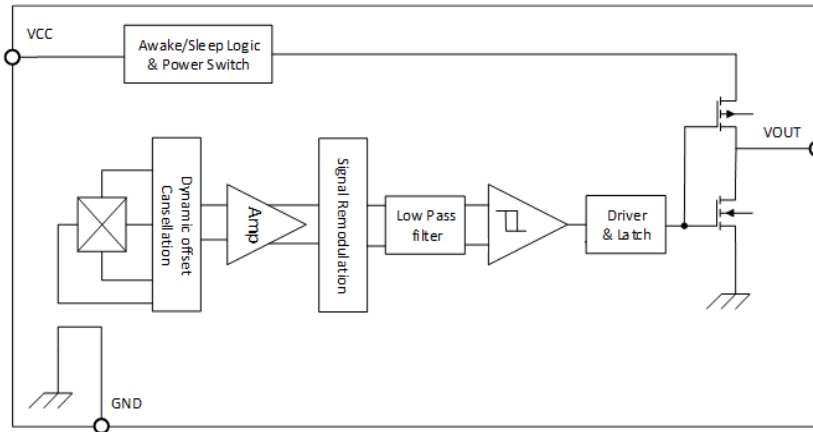 VCC
Awake/Sleep Logic
& Power Switch
VOUT
Dynamic offset
Cansellation
Amp
Signal Remodulation
Low Pass
filter
Driver
& Latch
GND